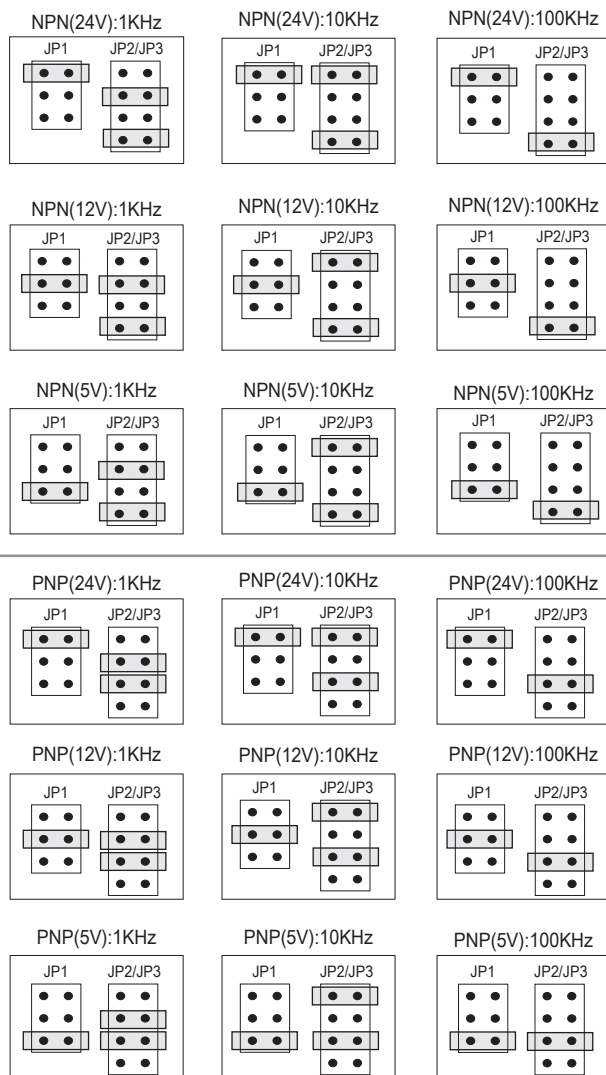 NPN(24V):1KHz
JP1 JP2/JP3
NPN(24V):10KHz
JP1 JP2/JP3
NPN(24V):100KHz
JP1 JP2/JP3
NPN(12V):1KHz
JP1 JP2/JP3
NPN(12V):10KHz
JP1 JP2/JP3
NPN(12V):100KHz
JP1 JP2/JP3
NPN(5V):1KHz
JP1 JP2/JP3
NPN(5V):10KHz
JP1 JP2/JP3
NPN(5V):100KHz
JP1 JP2/JP3
PNP(24V):1KHz
JP1 JP2/JP3
PNP(24V):10KHz
JP1 JP2/JP3
PNP(24V):100KHz
JP1 JP2/JP3
PNP(12V):1KHz
JP1 JP2/JP3
PNP(12V):10KHz
JP1 JP2/JP3
PNP(12V):100KHz
JP1 JP2/JP3
PNP(5V):1KHz
JP1 JP2/JP3
PNP(5V):10KHz
JP1 JP2/JP3
PNP(5V):100KHz
JP1 JP2/JP3